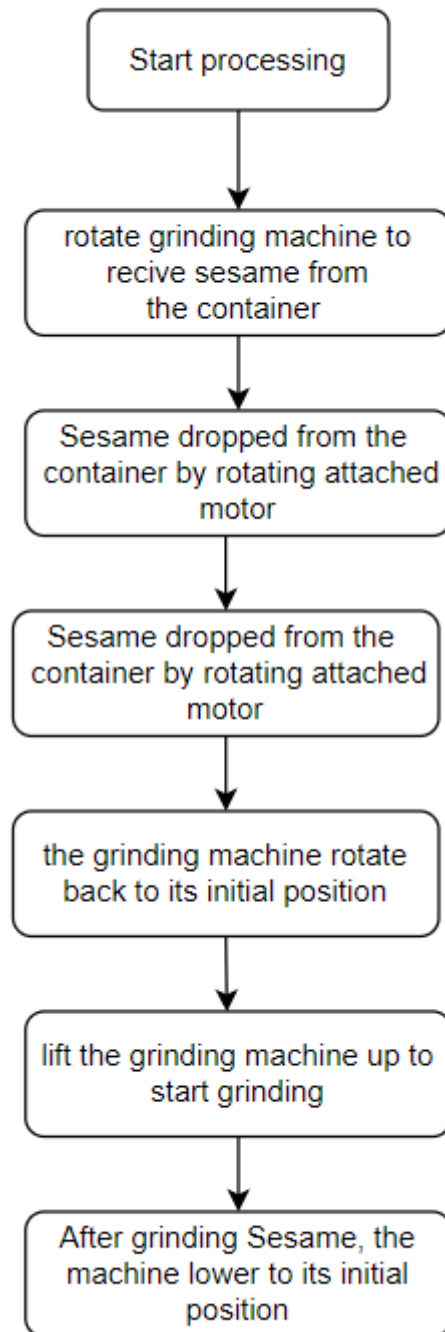 Start processing
rotate grinding machine to
recive sesame from
the container
Sesame dropped from the
container by rotating attached
motor
Sesame dropped from the
container by rotating attached
motor
the grinding machine rotate
back to its initial position
lift the grinding machine up to
start grinding
After grinding Sesame, the
machine lower to its initial
position